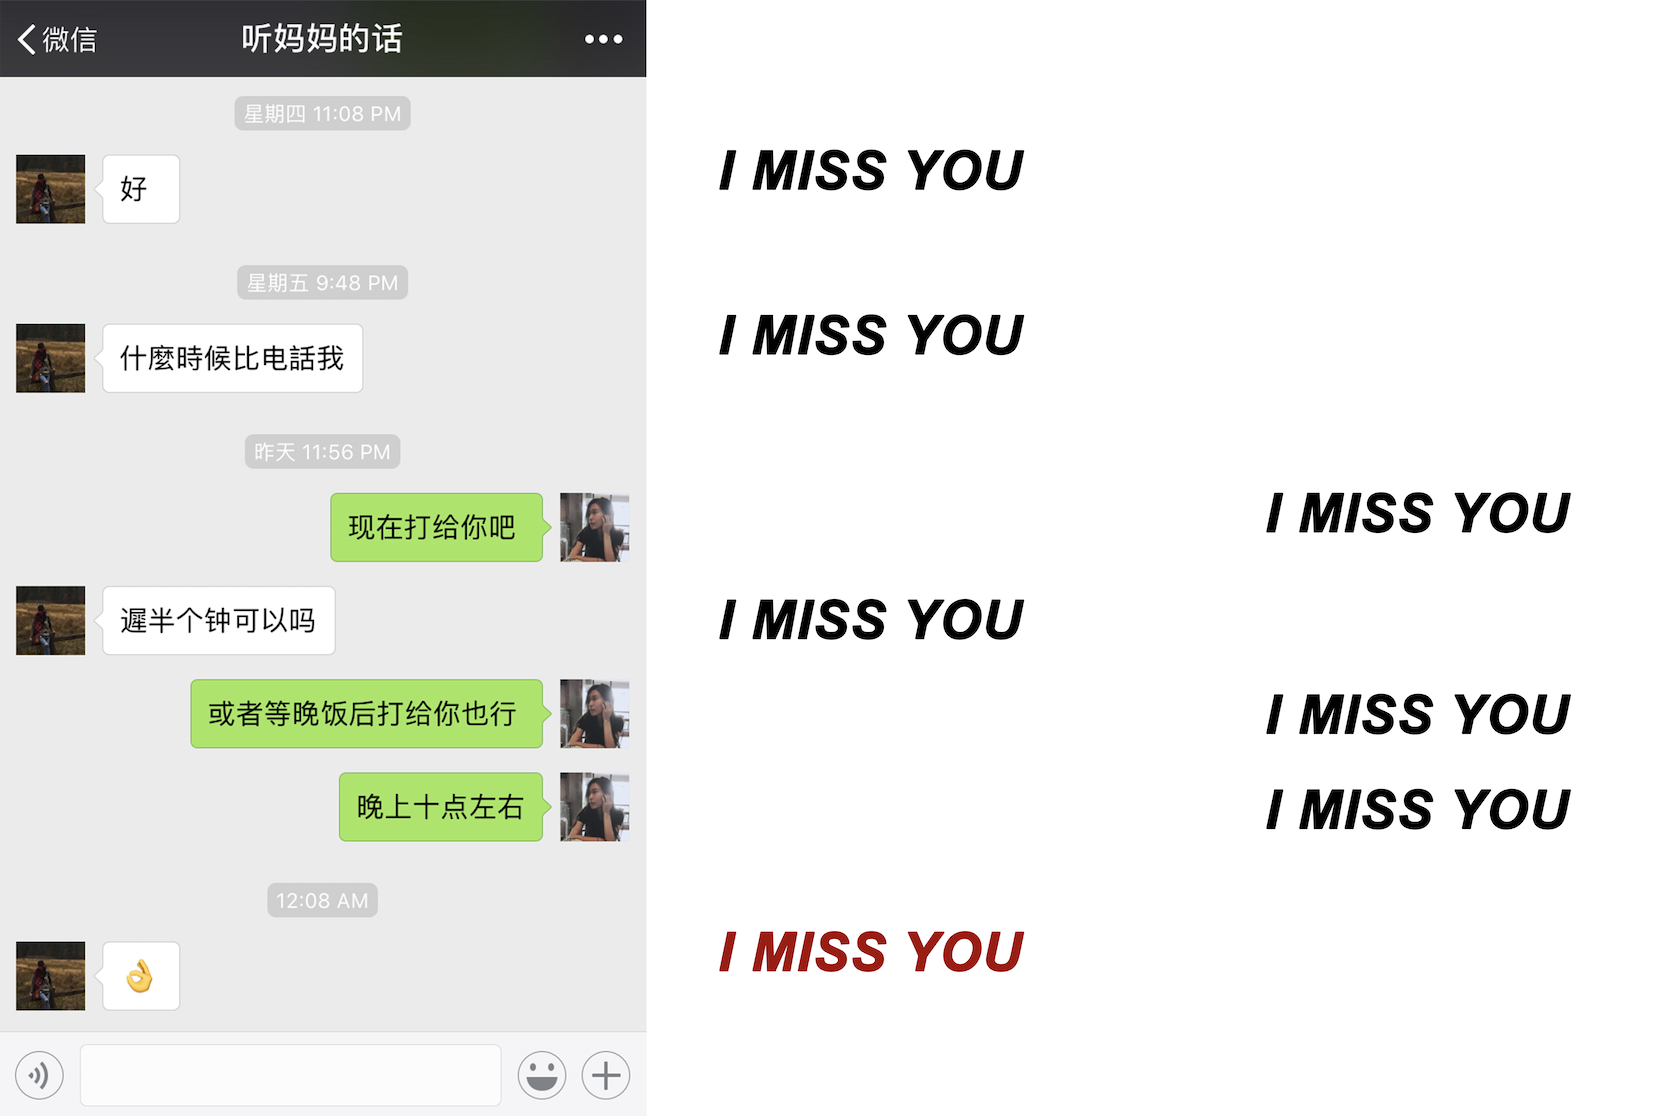 微信 听妈妈的话
星期四 11:08 PM
好
I MISS YOU
星期五 9:48 PM
什麼時候比电話我
I MISS YOU
昨天 11:56 PM
现在打给你吧
I MISS YOU
遲半个钟可以吗
I MISS YOU
或者等晚饭后打给你也行
I MISS YOU
晚上十点左右
I MISS YOU
12:08 AM
👌
I MISS YOU